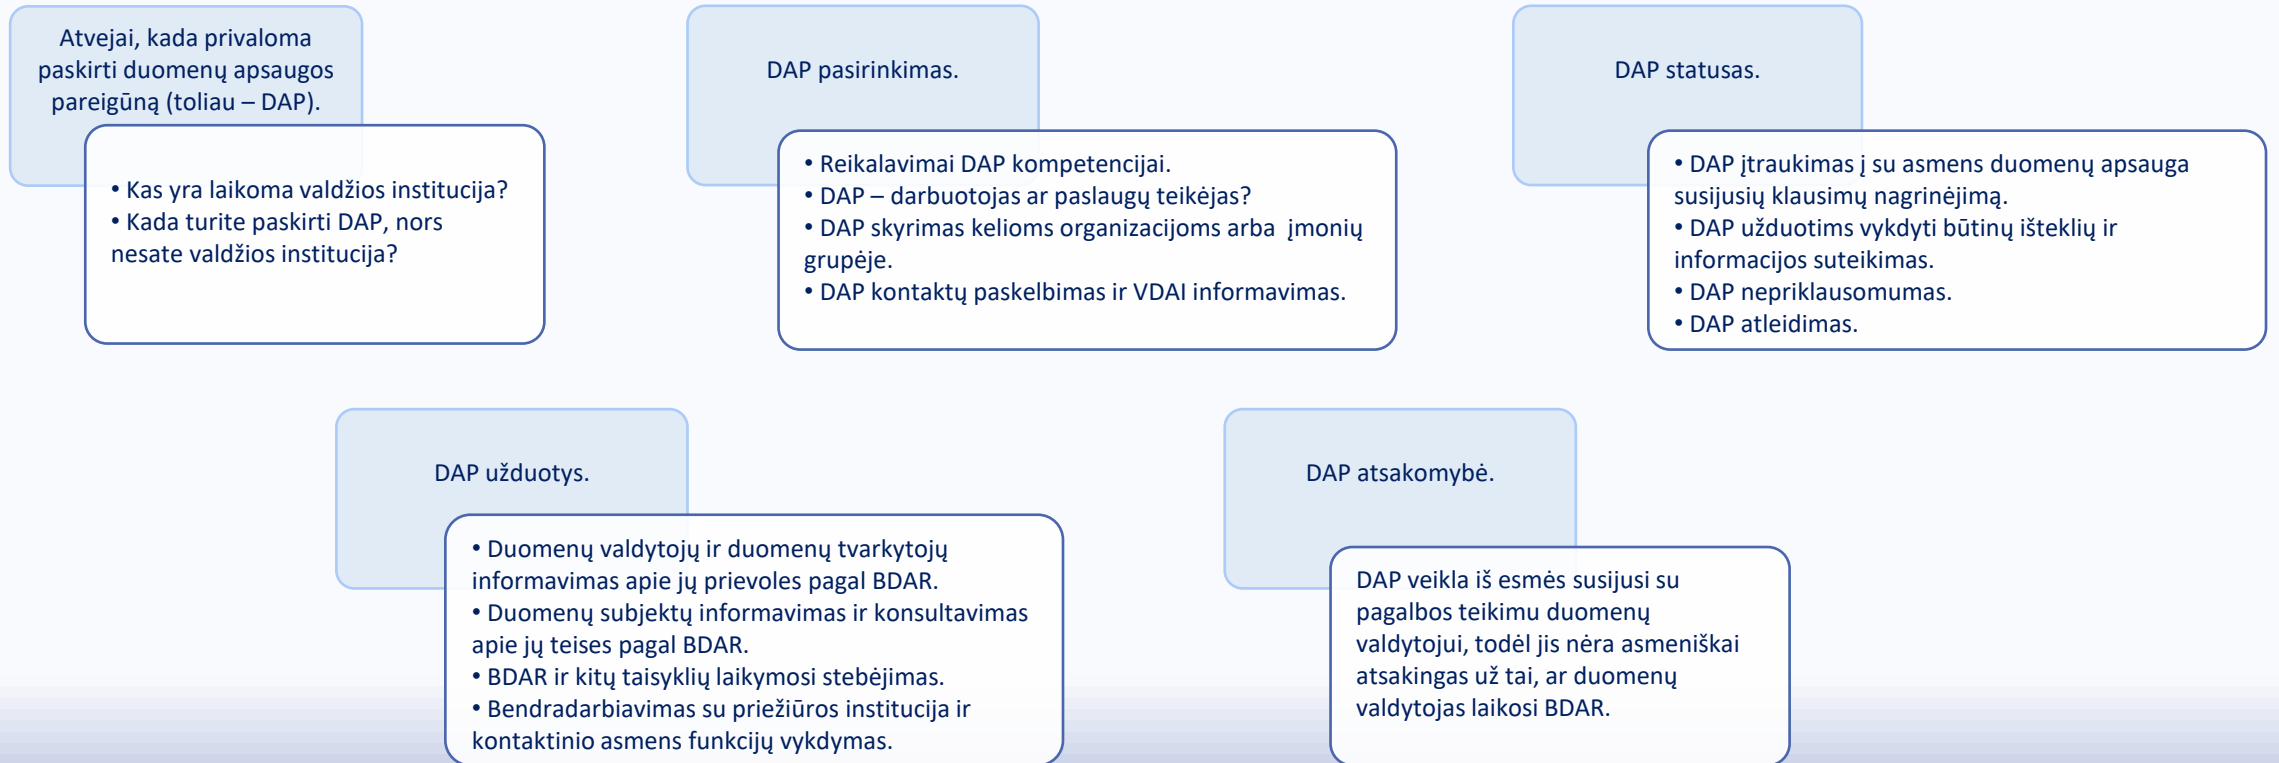 Atvejai, kada privaloma
paskirti duomenų apsaugos
pareigūną (toliau – DAP).
• Kas yra laikoma valdžios institucija?
• Kada turite paskirti DAP, nors
nesate valdžios institucija?
DAP pasirinkimas.
• Reikalavimai DAP kompetencijai.
• DAP – darbuotojas ar paslaugų teikėjas?
• DAP skyrimas kelioms organizacijoms arba įmonių
grupėje.
• DAP kontaktų paskelbimas ir VDAI informavimas.
DAP statusas.
• DAP įtraukimas į su asmens duomenų apsauga
susijusių klausimų nagrinėjimą.
• DAP užduotims vykdyti būtinų išteklių ir
informacijos suteikimas.
• DAP nepriklausomumas.
• DAP atleidimas.
DAP užduotys.
• Duomenų valdytojų ir duomenų tvarkytojų
informavimas apie jų prievoles pagal BDAR.
• Duomenų subjektų informavimas ir konsultavimas
apie jų teises pagal BDAR.
• BDAR ir kitų taisyklių laikymosi stebėjimas.
• Bendradarbiavimas su priežiūros institucija ir
kontaktinio asmens funkcijų vykdymas.
DAP atsakomybė.
DAP veikla iš esmės susijusi su
pagalbos teikimu duomenų
valdytojui, todėl jis nėra asmeniškai
atsakingas už tai, ar duomenų
valdytojas laikosi BDAR.